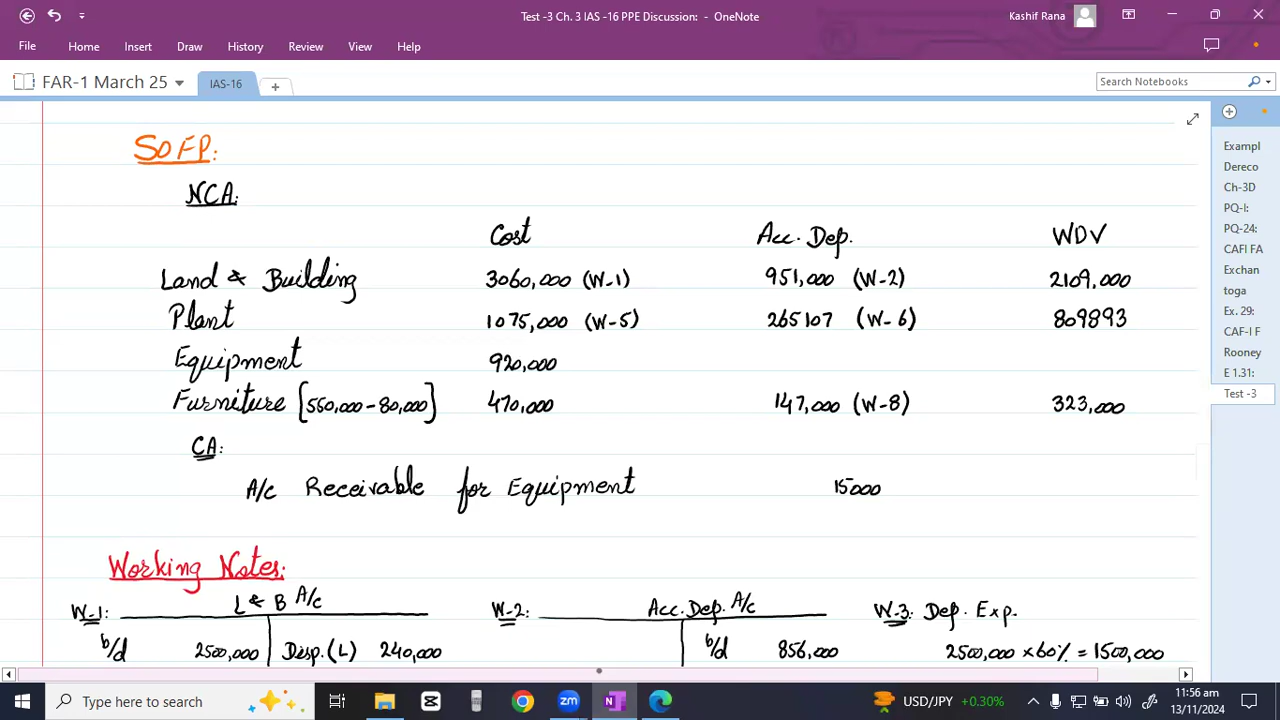 Test -3 Ch. 3 IAS -16 PPE Discussion: - OneNote
Kashif Rana
File Home Insert Draw History Review View Help
FAR-1 March 25
IAS-16
Search Notebooks
SOFP:
NCA:
Cost Acc. Dep. WDV
Land & Building 3060,000 (W-1) 951,000 (W-2) 2109,000
Plant 1075,000 (W-5) 265107 (W-6) 809893
Equipment 920,000
Furniture [550,000-80,000] 470,000 147,000 (W-8) 323,000
CA:
A/c Receivable for Equipment 15000
Working Notes:
W-1: L & B A/c W-2: Acc. Dep. A/c W-3: Dep. Exp.
b/d 2500,000 Disp. (L) 240,000 b/d 856,000 2500,000 x 60% = 1500,000
Exampl
Dereco
Ch-3D
PQ-I:
PQ-24:
CAFI FA
Exchan
toga
Ex. 29:
CAF-I F
Rooney
E 1.31:
Test -3
Type here to search
zm
N
USD/JPY +0.30%
11:56 am
13/11/2024